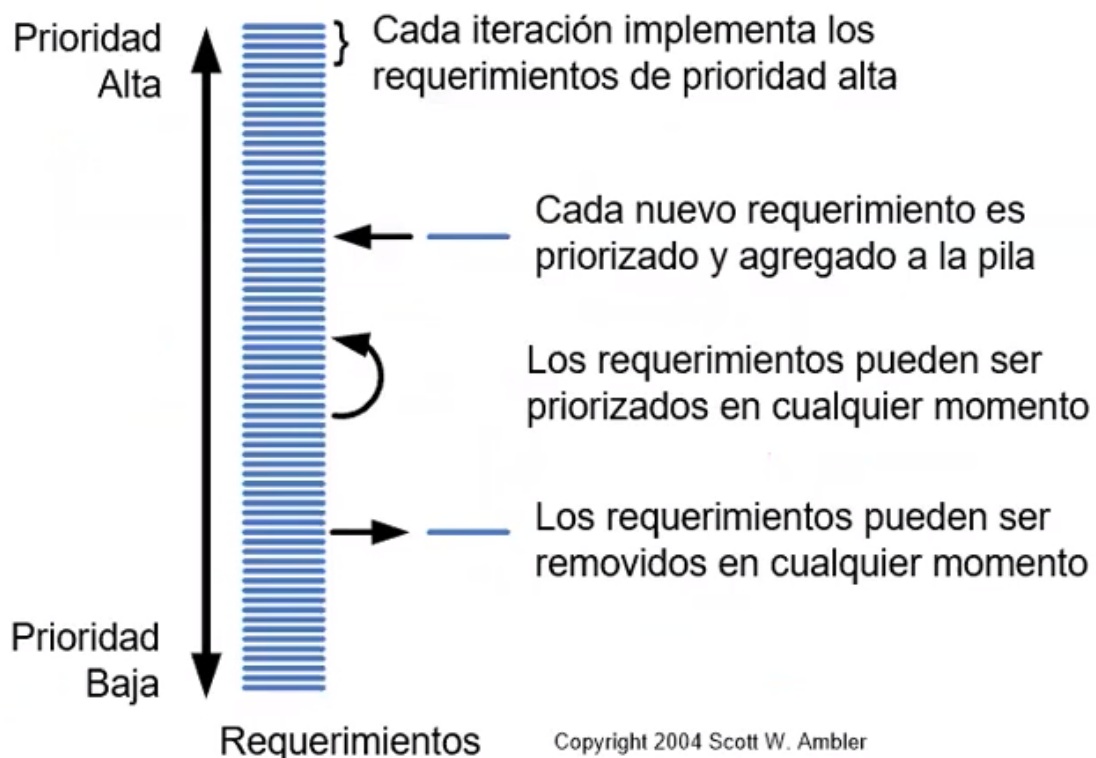 Prioridad
Alta
Cada iteración implementa los
requerimientos de prioridad alta
Cada nuevo requerimiento es
priorizado y agregado a la pila
Los requerimientos pueden ser
priorizados en cualquier momento
Los requerimientos pueden ser
removidos en cualquier momento
Prioridad
Baja
Requerimientos
Copyright 2004 Scott W. Ambler